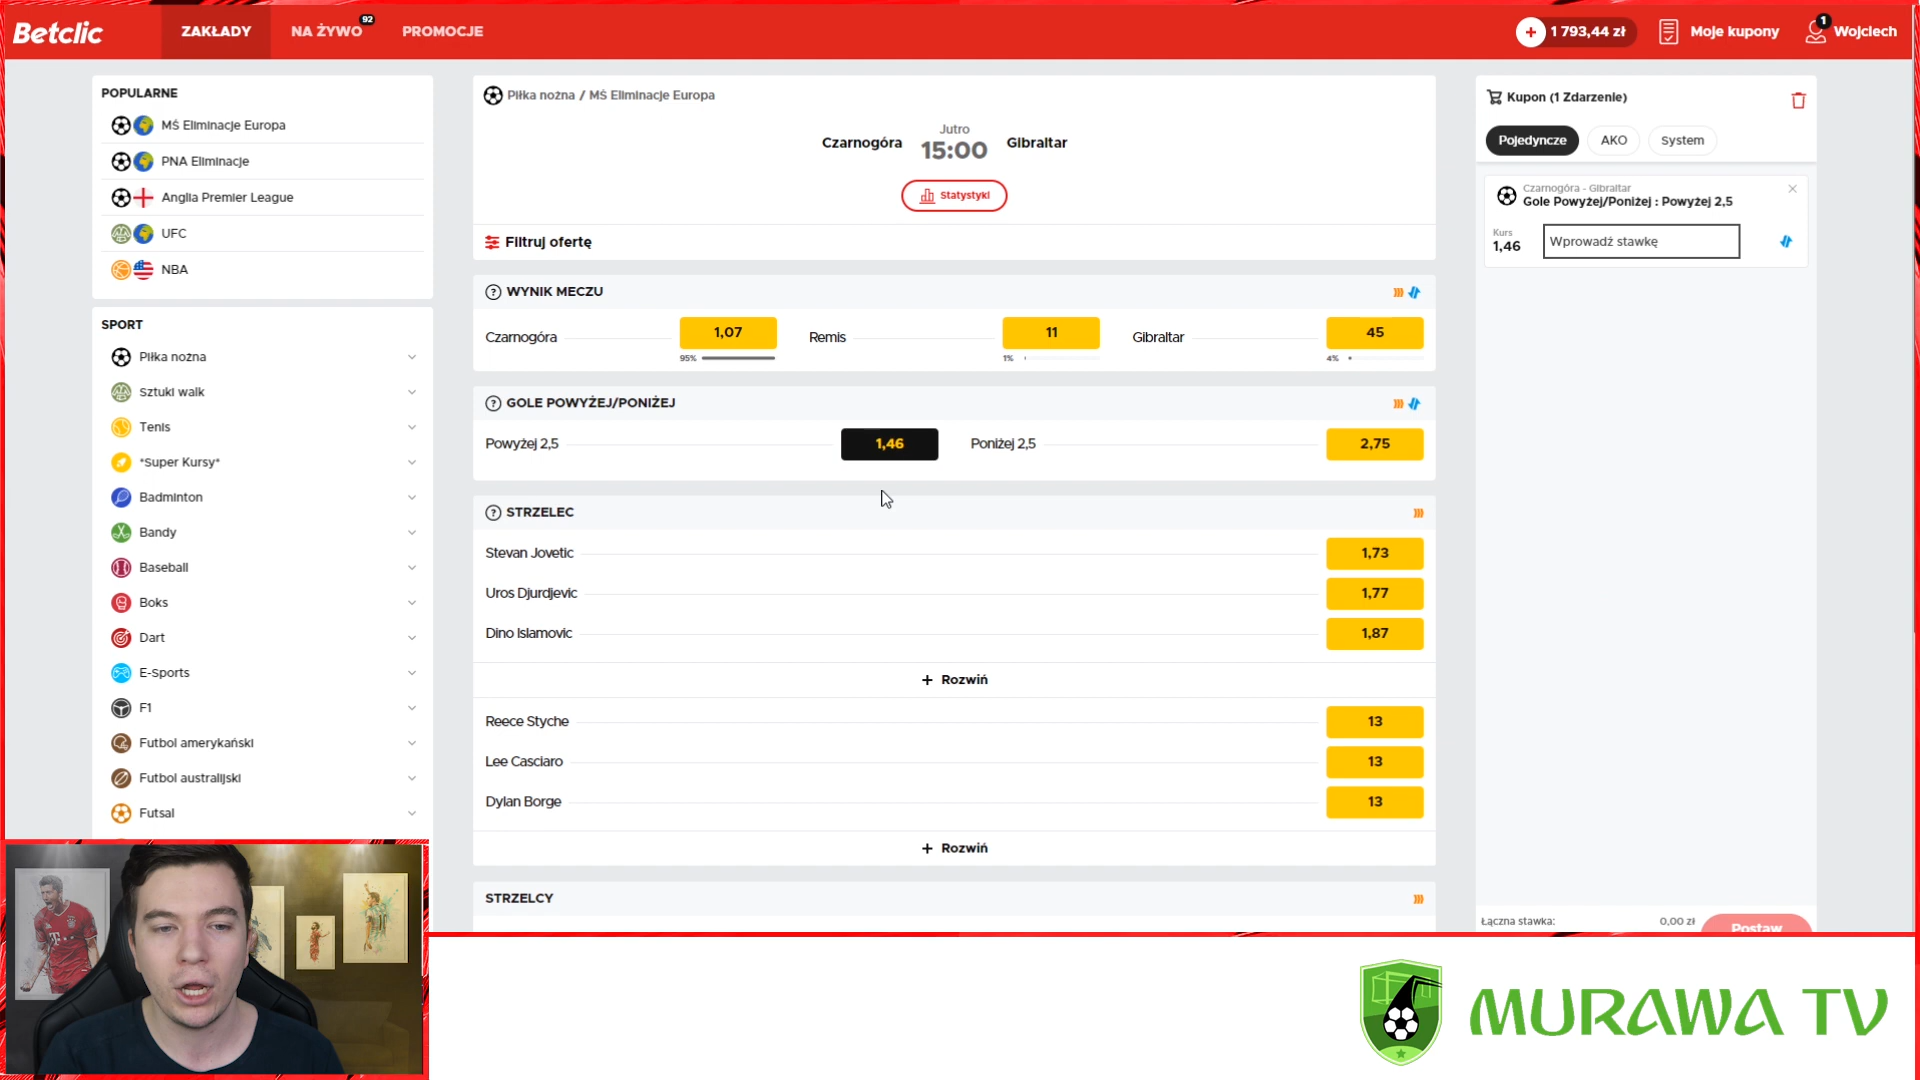 Betclic
ZAKŁADY
NA ŻYWO
92
PROMOCJE
+ 1 793,44 zł
Moje kupony
1
Wojciech
POPULARNE
MŚ Eliminacje Europa
PNA Eliminacje
Anglia Premier League
UFC
NBA
SPORT
Piłka nożna
Sztuki walk
Tenis
*Super Kursy*
Badminton
Bandy
Baseball
Boks
Dart
E-Sports
F1
Futbol amerykański
Futbol australijski
Futsal
Piłka nożna / MŚ Eliminacje Europa
Czarnogóra
Jutro
15:00
Gibraltar
Statystyki
Filtruj ofertę
? WYNIK MECZU
Czarnogóra 1,07 Remis 11 Gibraltar 45
95% 1% 4%
? GOLE POWYŻEJ/PONIŻEJ
Powyżej 2,5 1,46 Poniżej 2,5 2,75
? STRZELEC
Stevan Jovetic 1,73
Uros Djurdjevic 1,77
Dino Islamovic 1,87
+ Rozwiń
Reece Styche 13
Lee Casciaro 13
Dylan Borge 13
+ Rozwiń
STRZELCY
Kupon (1 Zdarzenie)
Pojedyncze AKO System
Czarnogóra - Gibraltar
Gole Powyżej/Poniżej : Powyżej 2,5
Kurs
1,46
Wprowadź stawkę
Łączna stawka: 0,00 zł
Postaw
MURAWA TV